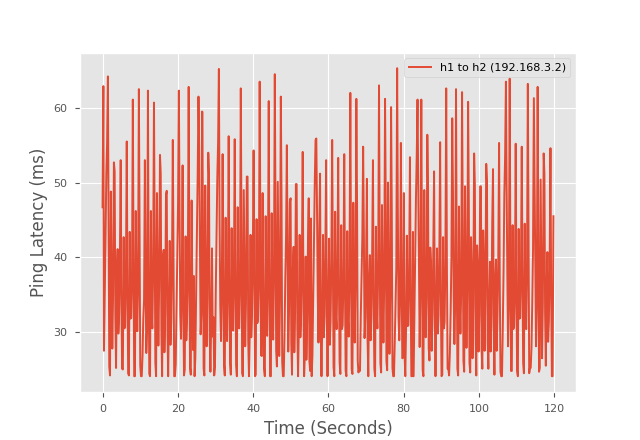 h1 to h2 (192.168.3.2)
60
50
40
30
Ping Latency (ms)
0 20 40 60 80 100 120
Time (Seconds)